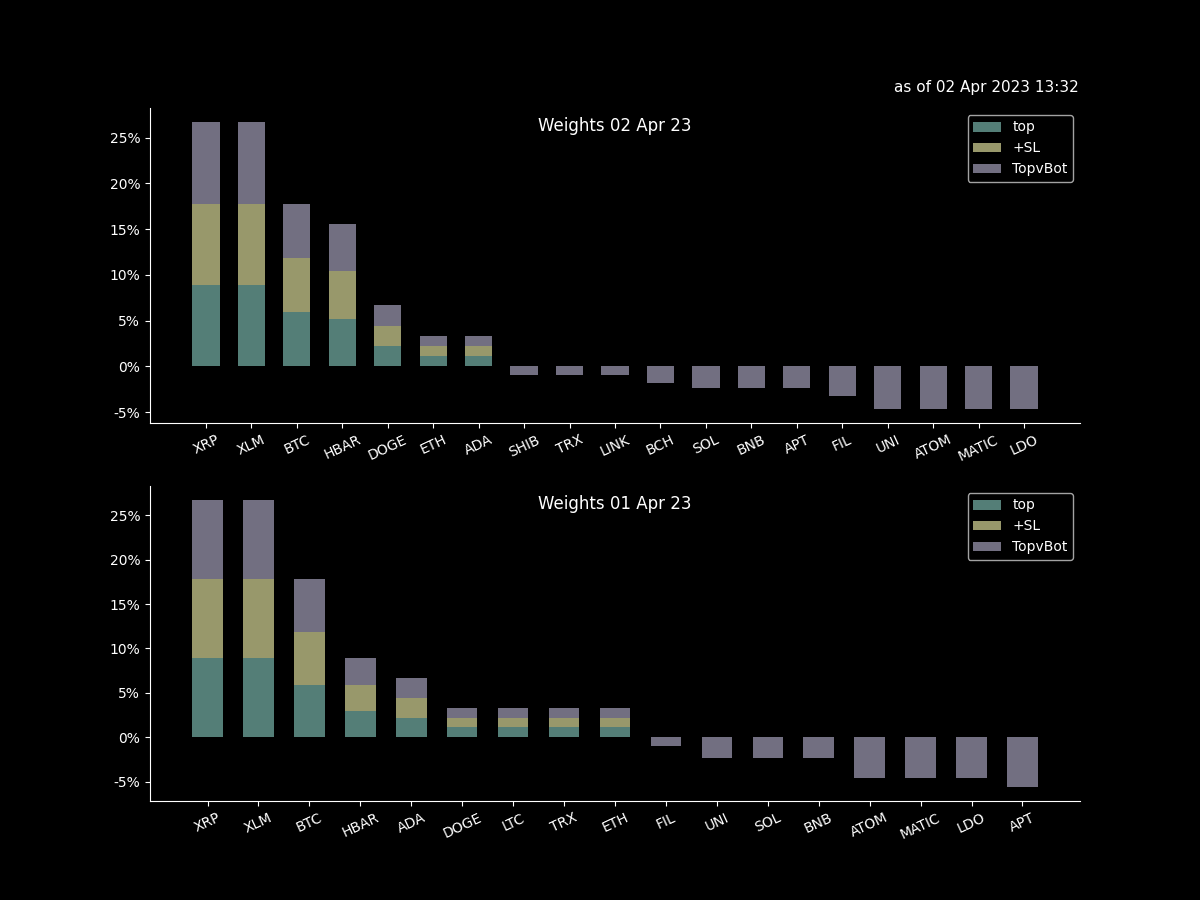 as of 02 Apr 2023 13:32
Weights 02 Apr 23
top
+SL
TopvBot
25%
20%
15%
10%
5%
0%
-5%
XRP XLM BTC HBAR DOGE ETH ADA SHIB TRX LINK BCH SOL BNB APT FIL UNI ATOM MATIC LDO
Weights 01 Apr 23
top
+SL
TopvBot
25%
20%
15%
10%
5%
0%
-5%
XRP XLM BTC HBAR ADA DOGE LTC TRX ETH FIL UNI SOL BNB ATOM MATIC LDO APT